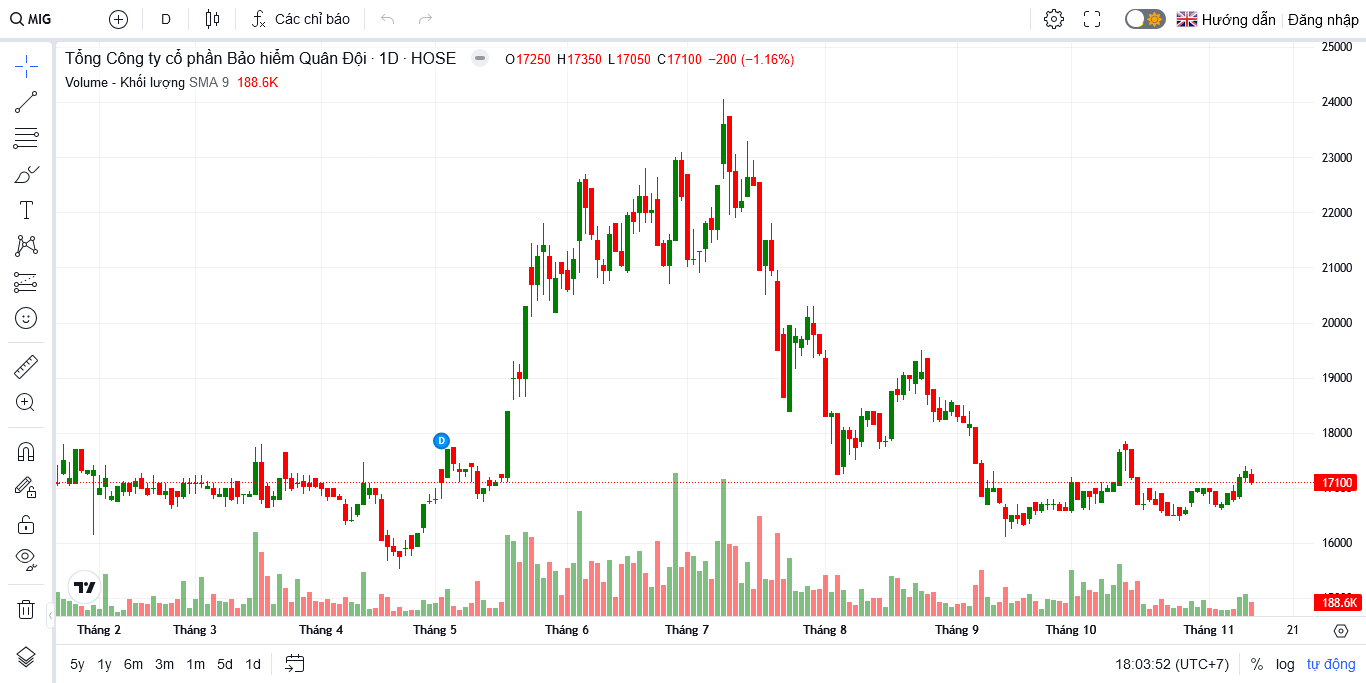 MIG D Các chỉ báo Hướng dẫn Đăng nhập
Tổng Công ty cổ phần Bảo hiểm Quân Đội · 1D · HOSE O17250 H17350 L17050 C17100 −200 (−1.16%)
Volume - Khối lượng SMA 9 188.6K
25000
24000
23000
22000
21000
20000
19000
18000
D
17100
16000
188.6K
Tháng 2 Tháng 3 Tháng 4 Tháng 5 Tháng 6 Tháng 7 Tháng 8 Tháng 9 Tháng 10 Tháng 11 21
5y 1y 6m 3m 1m 5d 1d 18:03:52 (UTC+7) % log tự động